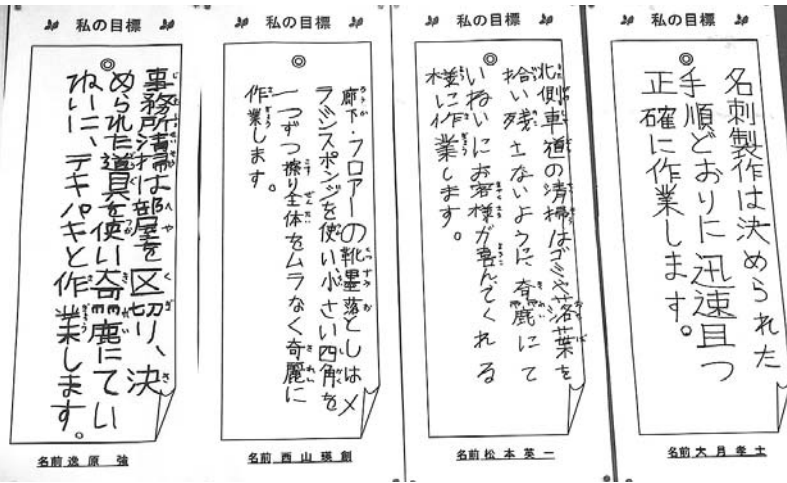 私の目標
事務所清掃は部屋を区切り、決
められた道具を使い奇麗にてい
ねいに、テキパキと作業します。
名前 逸原 強
私の目標
廊下・フロアーの靴墨落としはメ
ラミンスポンジを使い小さい四角を
一つずつ擦り全体をムラなく奇麗に
作業します。
名前 西山瑛創
私の目標
北側車道の清掃はゴミや落葉を
拾い残さないように奇麗にて
いねいにお客様が喜んでくれる
様に作業します。
名前 松本英一
私の目標
名刺製作は決められた
手順どおりに迅速且つ
正確に作業します。
名前 大月孝士